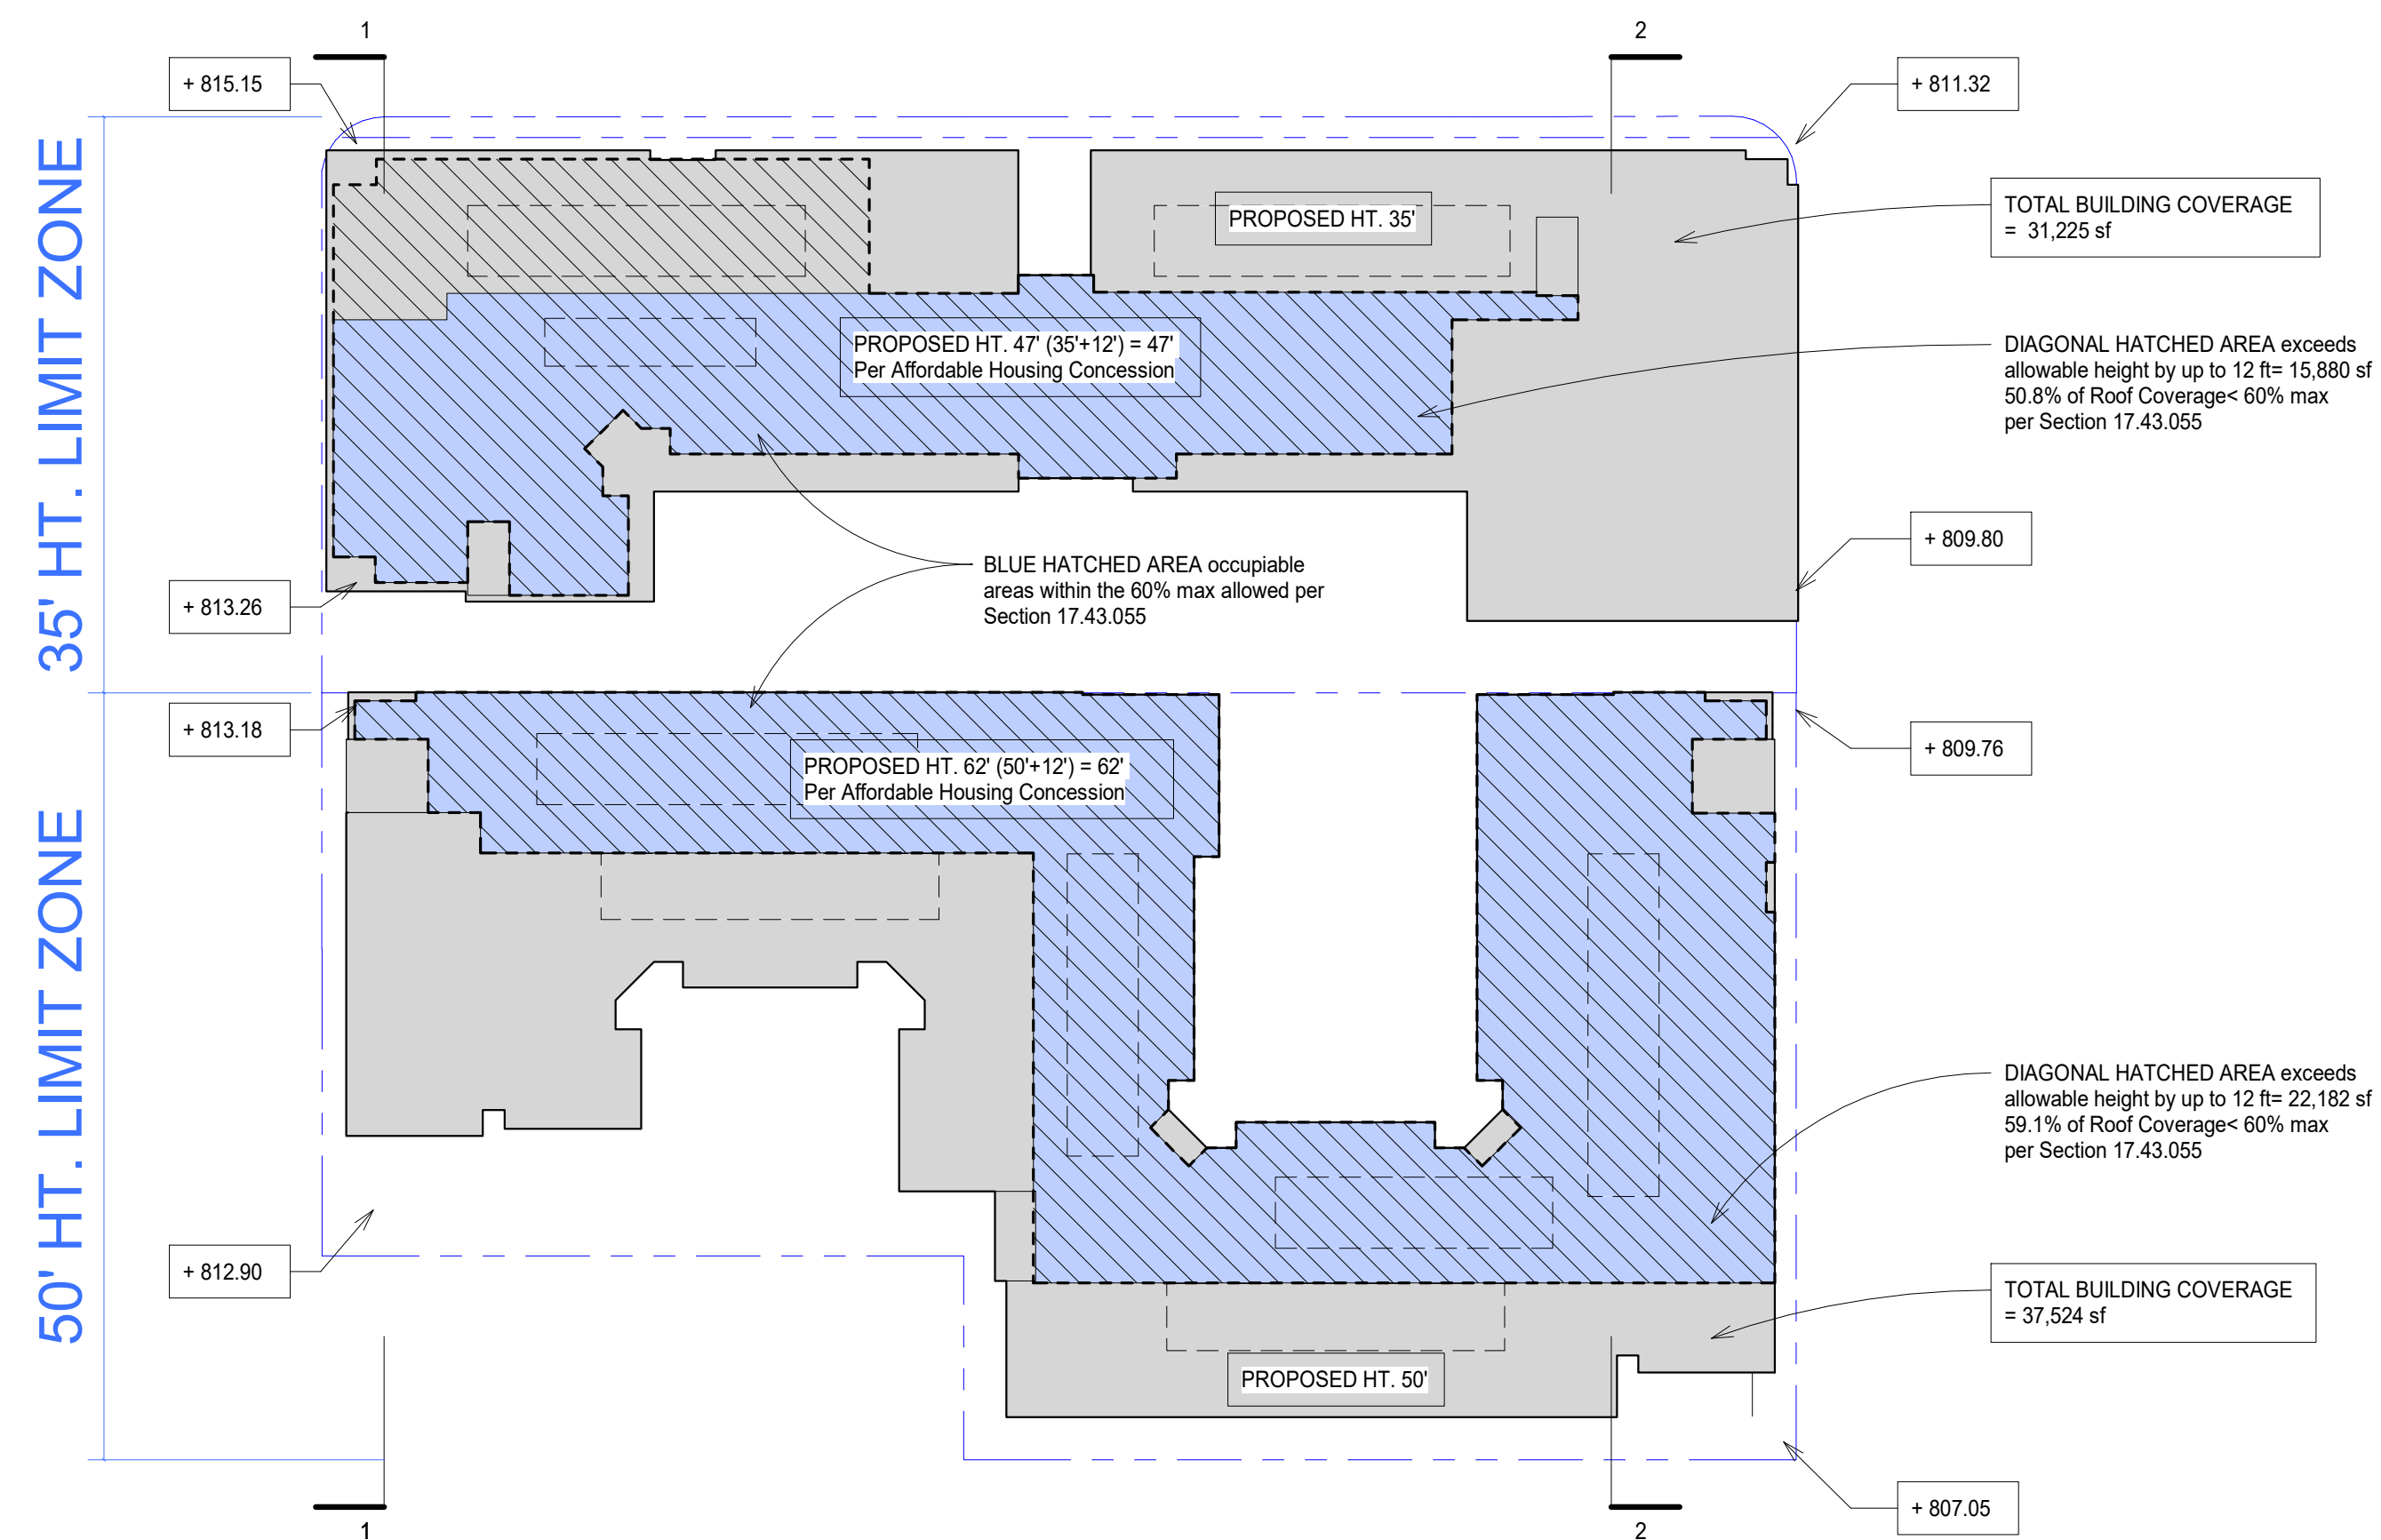 1
2
+ 815.15
+ 811.32
35' HT. LIMIT ZONE
TOTAL BUILDING COVERAGE
= 31,225 sf
PROPOSED HT. 35'
PROPOSED HT. 47' (35'+12') = 47'
Per Affordable Housing Concession
DIAGONAL HATCHED AREA exceeds
allowable height by up to 12 ft= 15,880 sf
50.8% of Roof Coverage< 60% max
per Section 17.43.055
+ 809.80
BLUE HATCHED AREA occupiable
areas within the 60% max allowed per
Section 17.43.055
+ 813.26
+ 813.18
+ 809.76
50' HT. LIMIT ZONE
PROPOSED HT. 62' (50'+12') = 62'
Per Affordable Housing Concession
DIAGONAL HATCHED AREA exceeds
allowable height by up to 12 ft= 22,182 sf
59.1% of Roof Coverage< 60% max
per Section 17.43.055
+ 812.90
TOTAL BUILDING COVERAGE
= 37,524 sf
PROPOSED HT. 50'
+ 807.05
1
2